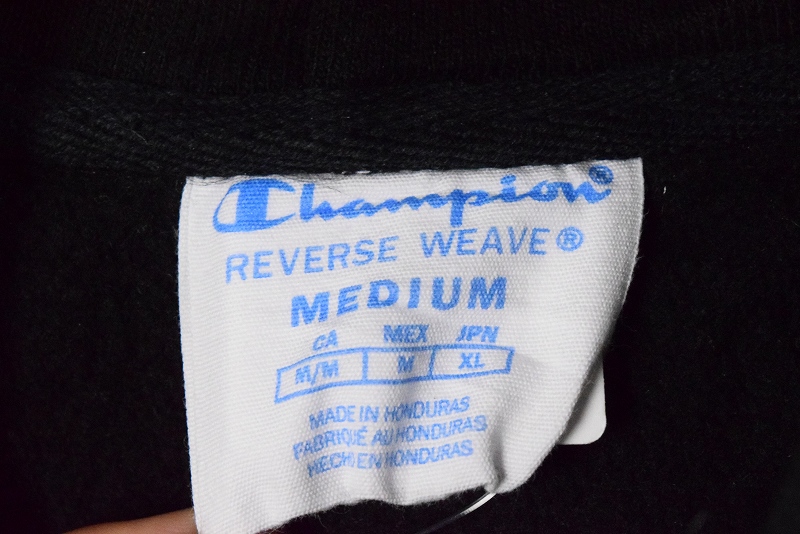 Champion®
REVERSE WEAVE®
MEDIUM
CA MEX JPN
M/M M XL
MADE IN HONDURAS
FABRIQUÉ AU HONDURAS
HECHO EN HONDURAS